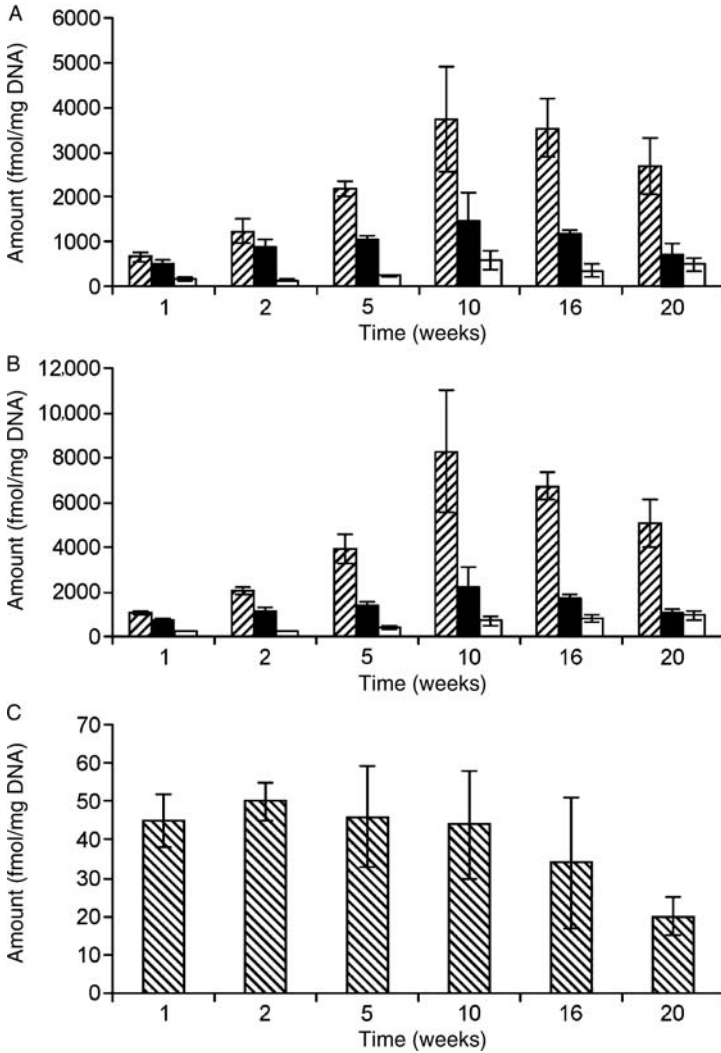 A
Amount (fmol/mg DNA)
6000
5000
4000
3000
2000
1000
0
1 2 5 10 16 20
Time (weeks)
B
Amount (fmol/mg DNA)
12,000
10,000
8000
6000
4000
2000
0
1 2 5 10 16 20
Time (weeks)
C
Amount (fmol/mg DNA)
70
60
50
40
30
20
10
0
1 2 5 10 16 20
Time (weeks)